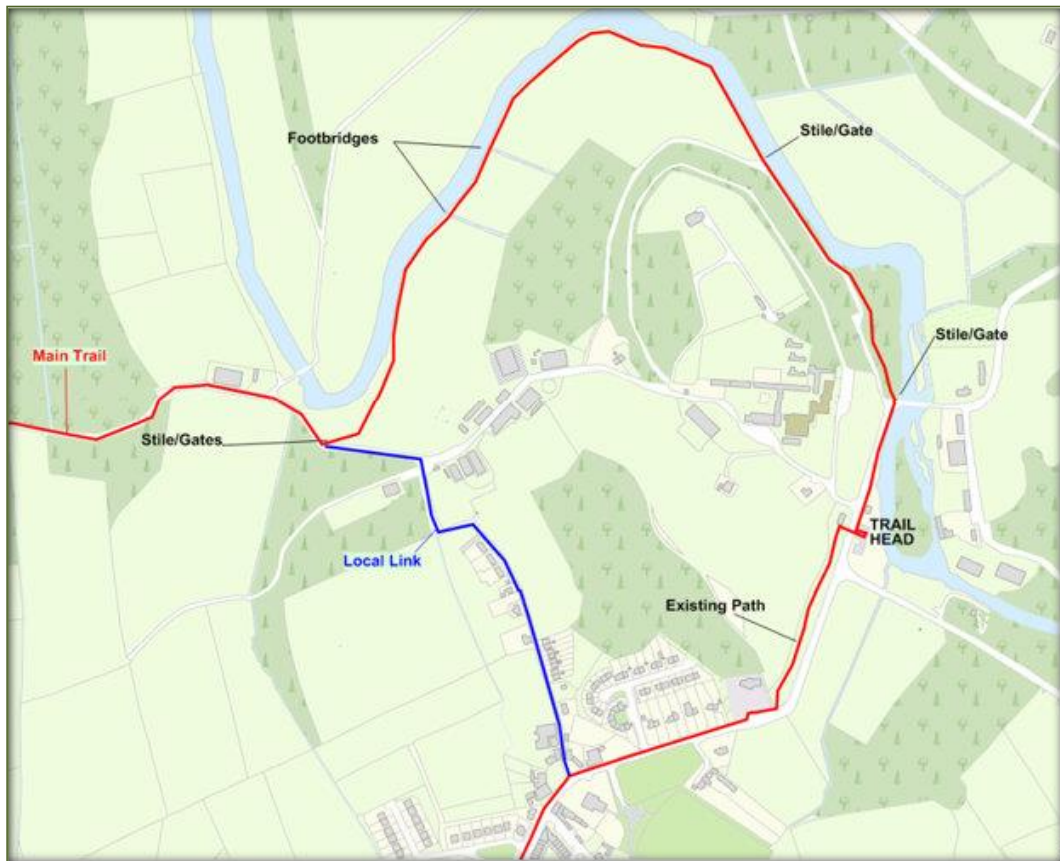 Footbridges
Stile/Gate
Stile/Gate
Main Trail
Stile/Gates
TRAIL
HEAD
Local Link
Existing Path